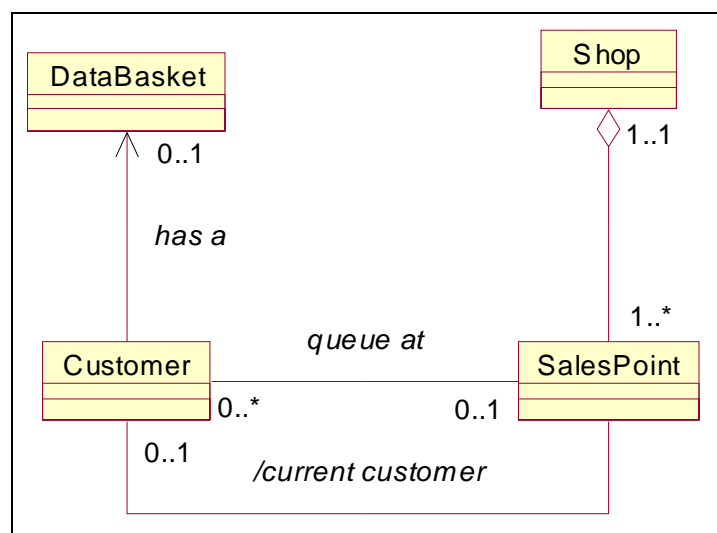 Shop
DataBasket
1..1
0..1
has a
1..*
queue at
Customer
SalesPoint
0..*
0..1
0..1
/current customer